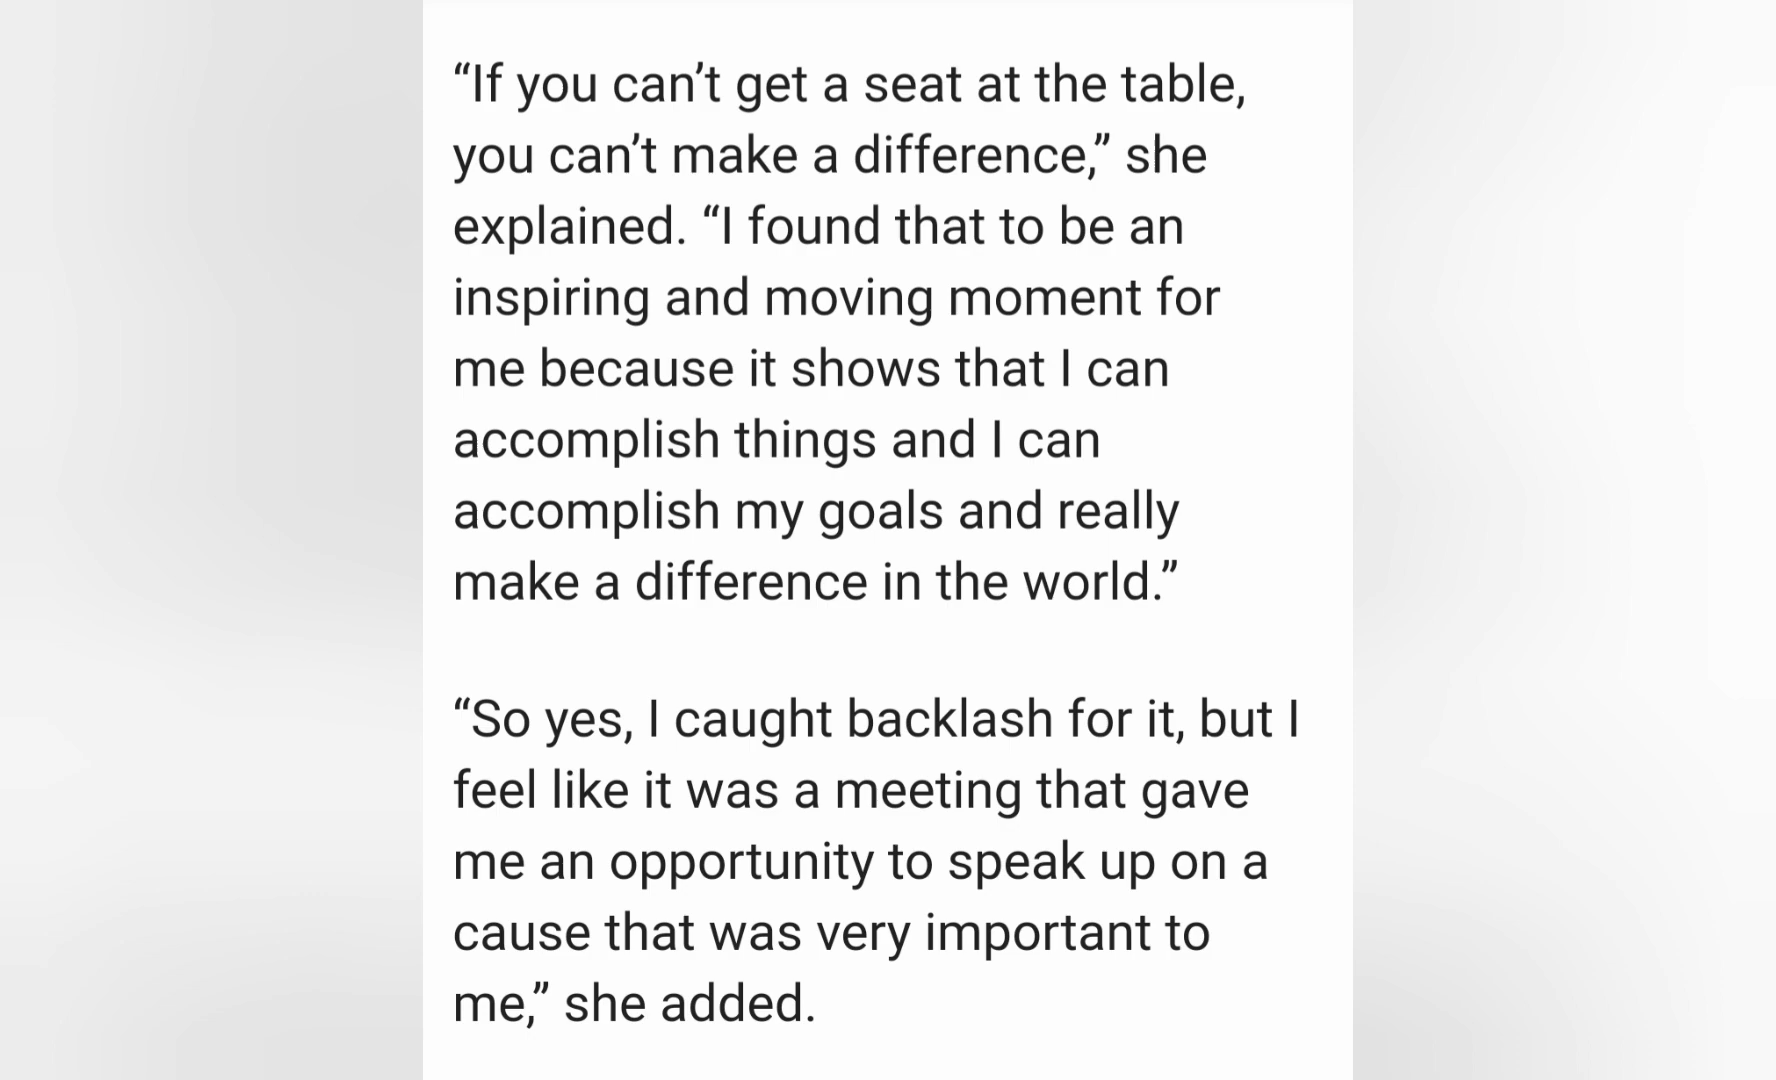 “If you can’t get a seat at the table,
you can’t make a difference,” she
explained. “I found that to be an
inspiring and moving moment for
me because it shows that I can
accomplish things and I can
accomplish my goals and really
make a difference in the world.”
“So yes, I caught backlash for it, but I
feel like it was a meeting that gave
me an opportunity to speak up on a
cause that was very important to
me,” she added.